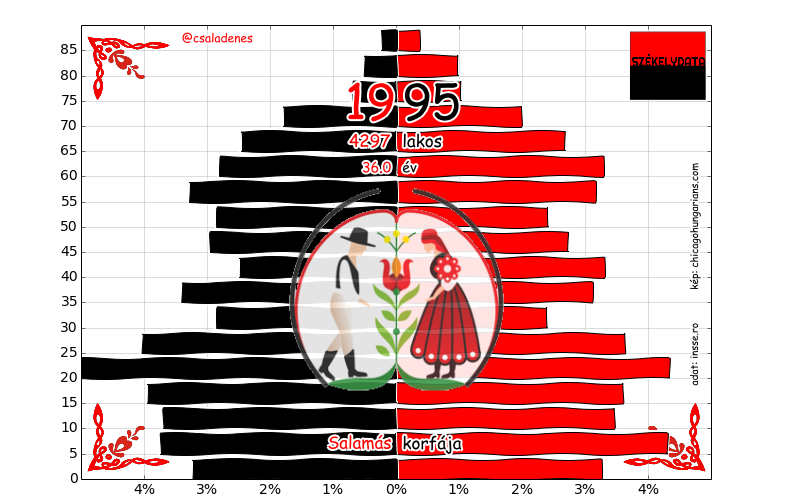 @csaladenes
SZÉKELYDATA
1995
4297 lakos
36.0 év
kép: chicagohungarians.com
adat: insse.ro
Salamás korfája
85
80
75
70
65
60
55
50
45
40
35
30
25
20
15
10
5
0
4% 3% 2% 1% 0% 1% 2% 3% 4%